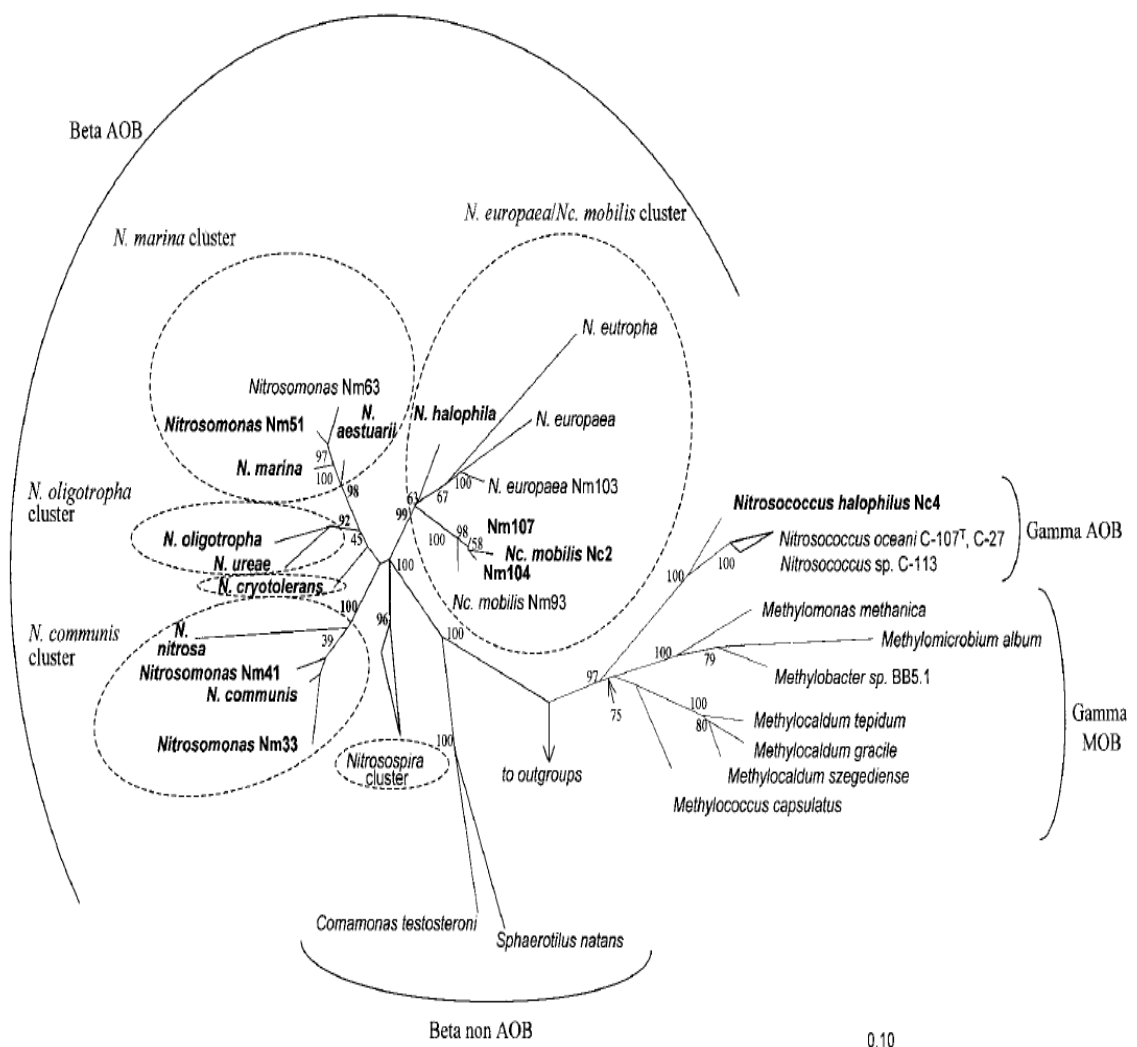 Beta AOB
N. europaea/Nc. mobilis cluster
N. marina cluster
N. eutropha
Nitrosomonas Nm63
N. aestuarii
N. halophila
Nitrosomonas Nm51
N. europaea
97
N. marina
100
98
N. europaea Nm103
100
67
63
99
N. oligotropha
cluster
92
N. oligotropha
45
N. ureae
N. cryotolerans
100
98
Nm107
58
Nc. mobilis Nc2
Nm104
Nc. mobilis Nm93
100
Nitrosococcus halophilus Nc4
Nitrosococcus oceani C-107ᵀ, C-27
Nitrosococcus sp. C-113
100
100
Gamma AOB
N. communis
cluster
100
N.
nitrosa
39
Nitrosomonas Nm41
N. communis
Nitrosomonas Nm33
96
Nitrosospira
cluster
100
100
to outgroups
97
75
Methylomonas methanica
100
79
Methylomicrobium album
Methylobacter sp. BB5.1
100
80
Methylocaldum tepidum
Methylocaldum gracile
Methylocaldum szegediense
Methylococcus capsulatus
Gamma
MOB
Comamonas testosteroni
Sphaerotilus natans
Beta non AOB
0.10